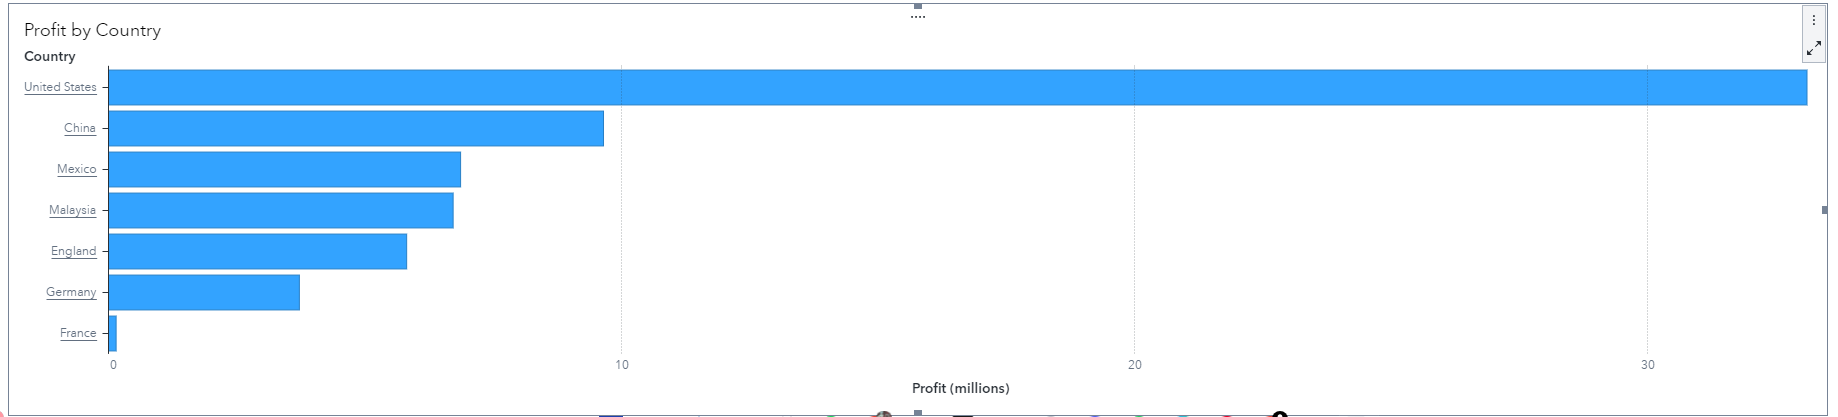 Profit by Country
Country
United States
China
Mexico
Malaysia
England
Germany
France
0 10 20 30
Profit (millions)